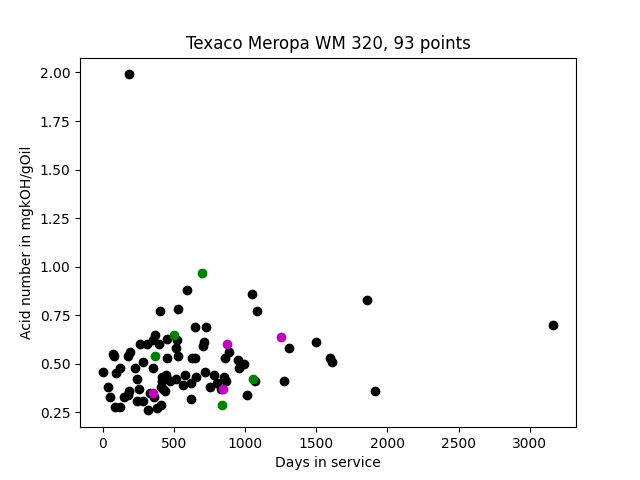 Texaco Meropa WM 320, 93 points
2.00
1.75
1.50
1.25
1.00
0.75
0.50
0.25
Acid number in mgkOH/gOil
0 500 1000 1500 2000 2500 3000
Days in service